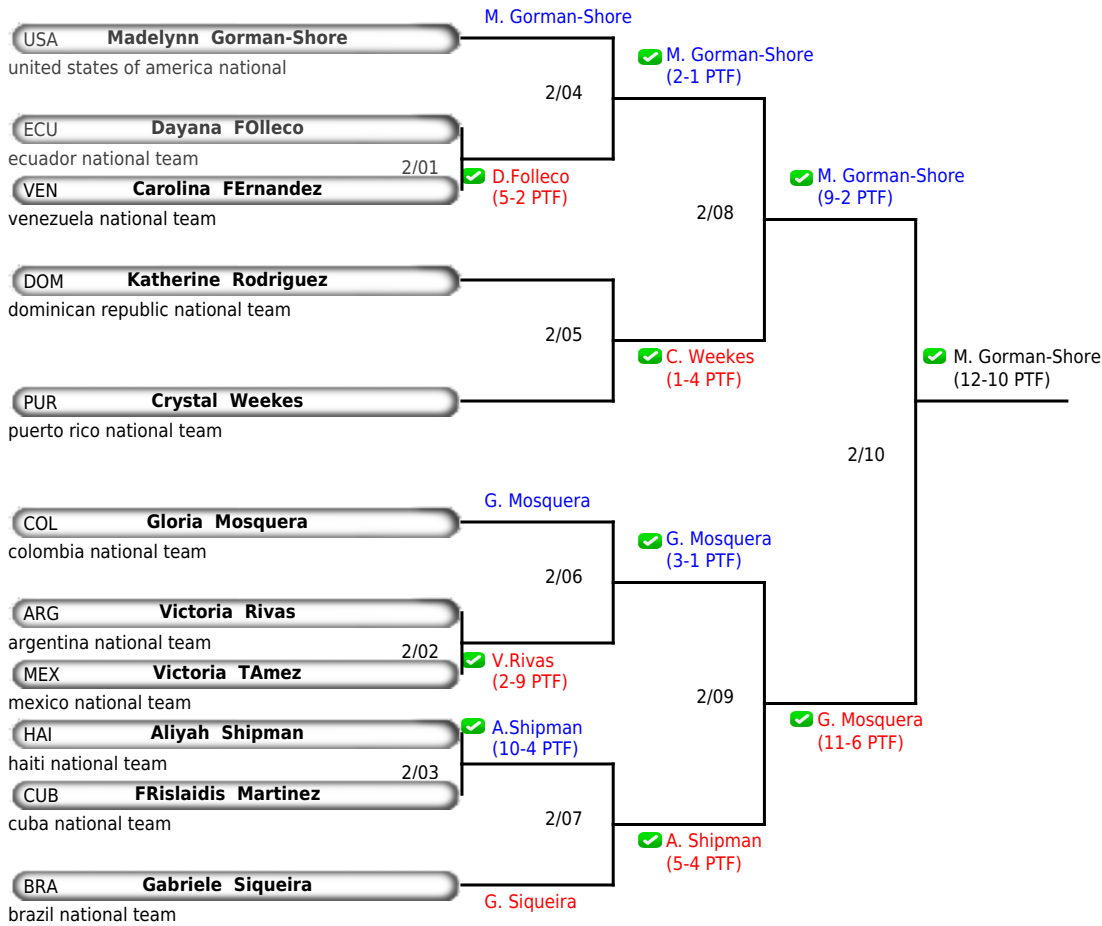 M. Gorman-Shore
USA Madelynn Gorman-Shore
united states of america national
M. Gorman-Shore
(2-1 PTF)
2/04
ECU Dayana FOlleco
ecuador national team
2/01
D.Folleco
(5-2 PTF)
VEN Carolina FErnandez
venezuela national team
M. Gorman-Shore
(9-2 PTF)
2/08
DOM Katherine Rodriguez
dominican republic national team
2/05
C. Weekes
(1-4 PTF)
PUR Crystal Weekes
puerto rico national team
M. Gorman-Shore
(12-10 PTF)
2/10
G. Mosquera
COL Gloria Mosquera
colombia national team
G. Mosquera
(3-1 PTF)
2/06
ARG Victoria Rivas
argentina national team
2/02
V.Rivas
(2-9 PTF)
MEX Victoria TAmez
mexico national team
2/09
G. Mosquera
(11-6 PTF)
HAI Aliyah Shipman
haiti national team
A.Shipman
(10-4 PTF)
2/03
CUB FRislaidis Martinez
cuba national team
2/07
A. Shipman
(5-4 PTF)
BRA Gabriele Siqueira
brazil national team
G. Siqueira